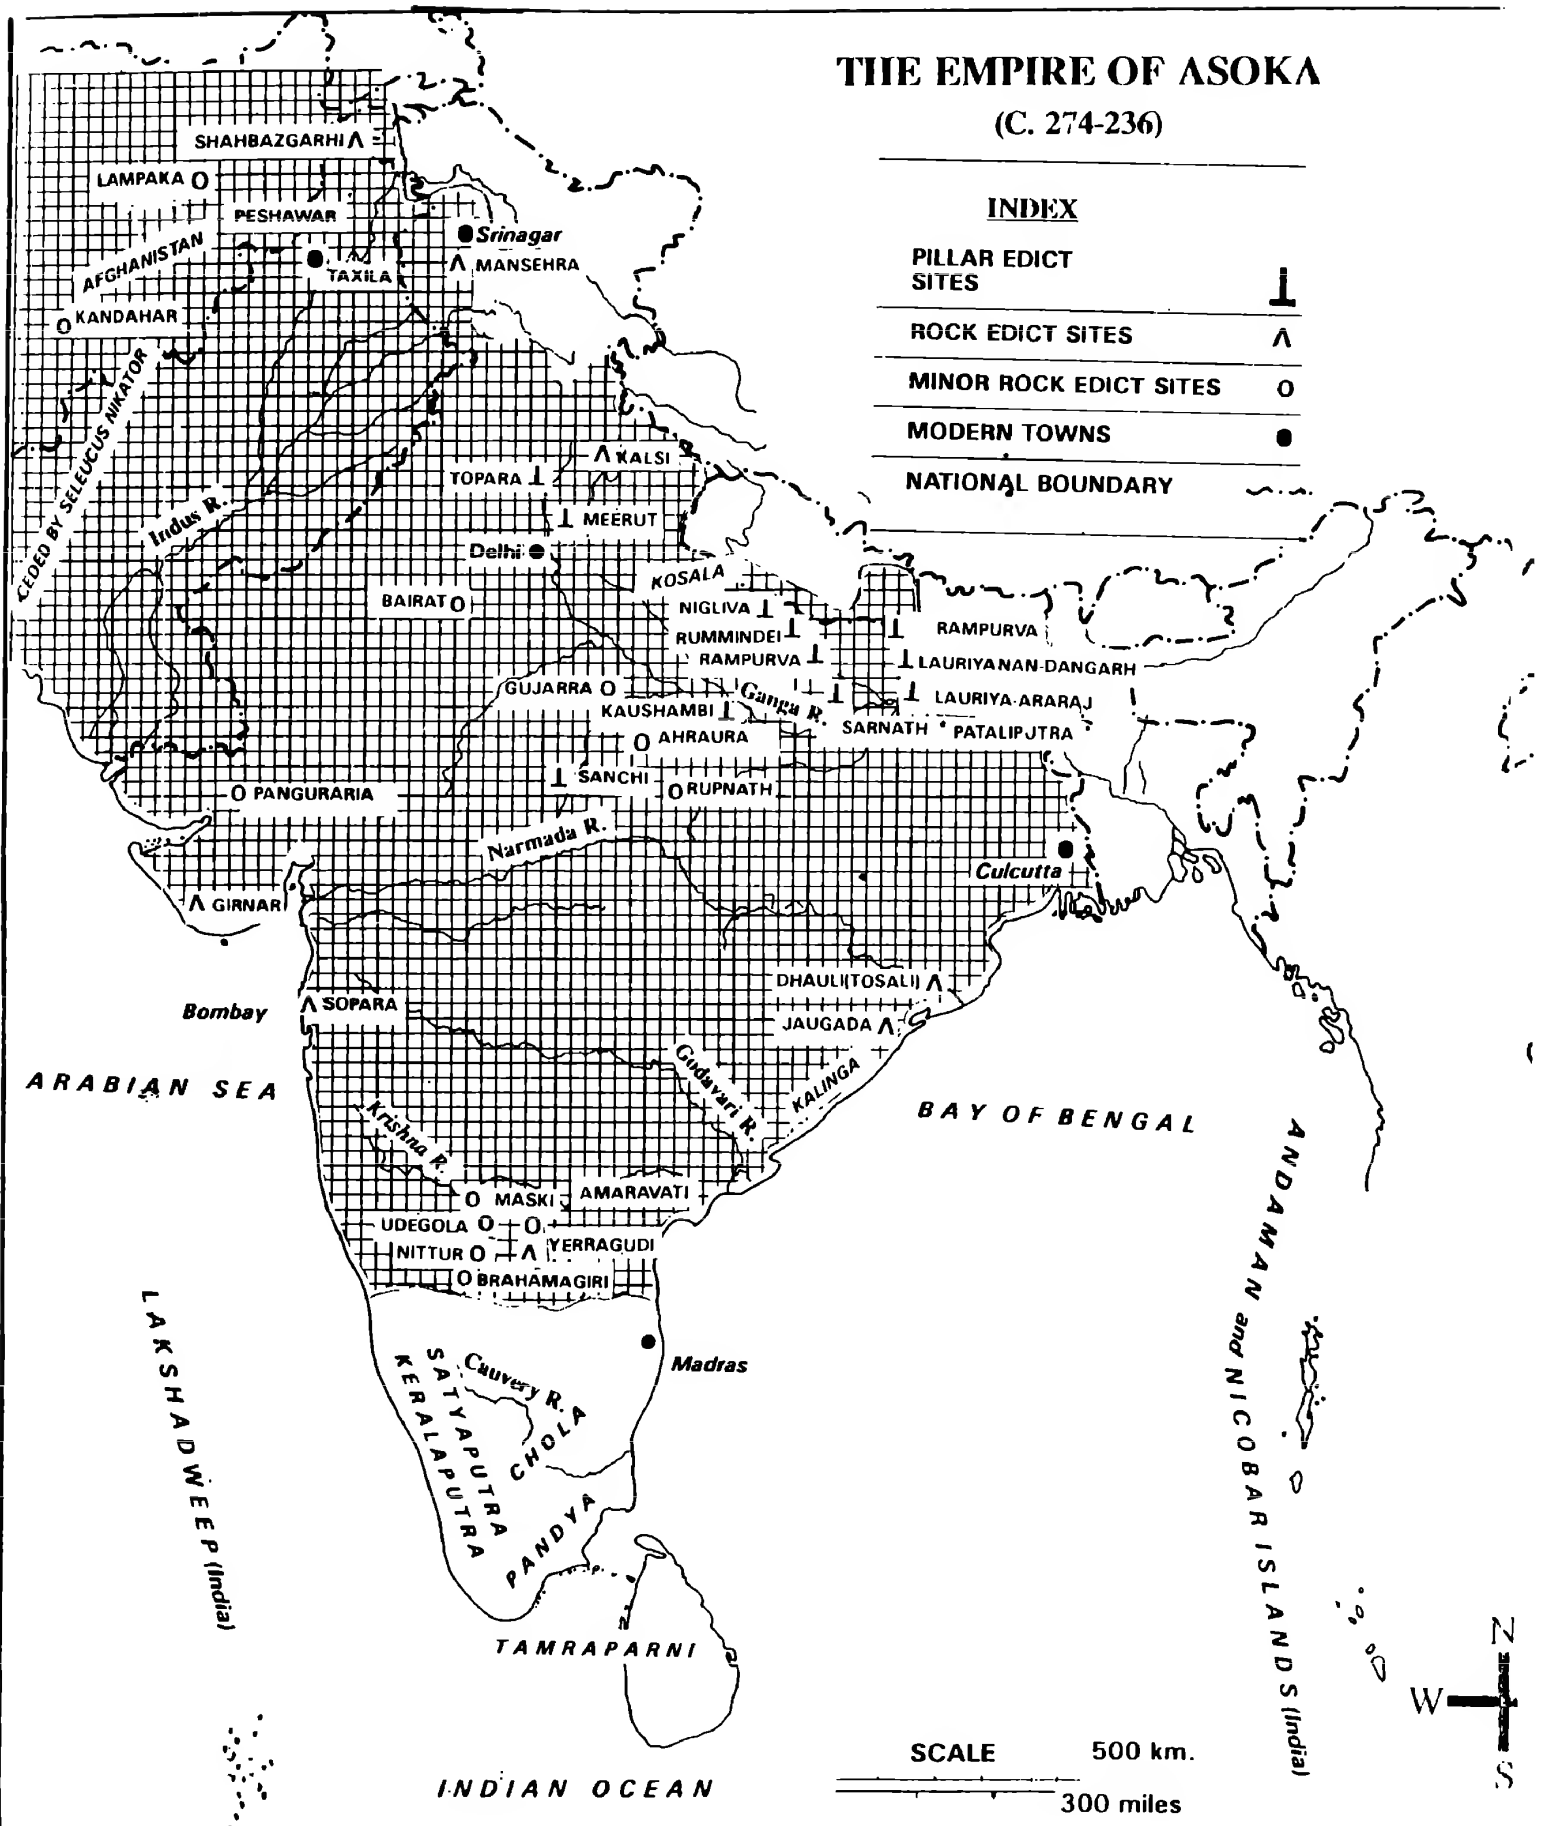 THE EMPIRE OF ASOKA
(C. 274-236)
INDEX
PILLAR EDICT
SITES
ROCK EDICT SITES
MINOR ROCK EDICT SITES
MODERN TOWNS
NATIONAL BOUNDARY
SHAHBAZGARHI
LAMPAKA
PESHAWAR
Srinagar
AFGHANISTAN
TAXILA
MANSEHRA
KANDAHAR
CEDED BY SELEUCUS NIKATOR
Indus R.
KALSI
TOPARA
MEERUT
Delhi
KOSALA
BAIRAT
NIGLIVA
RUMMINDEI
RAMPURVA
RAMPURVA
LAURIYANAN-DANGARH
GUJARRA
Ganga R.
LAURIYA-ARARAJ
KAUSHAMBI
SARNATH
PATALIPUTRA
AHRAURA
SANCHI
RUPNATH
PANGURARIA
Narmada R.
Culcutta
GIRNAR
DHAULI(TOSALI)
Bombay
SOPARA
JAUGADA
Godavari R.
KALINGA
ARABIAN SEA
BAY OF BENGAL
Krishna R.
MASKI
AMARAVATI
UDEGOLA
NITTUR
YERRAGUDI
BRAHAMAGIRI
Madras
Cauvery R.
SATYAPUTRA
KERALAPUTRA
CHOLA
PANDYA
TAMRAPARNI
LAKSHADWEEP (India)
ANDAMAN and NICOBAR ISLANDS (India)
INDIAN OCEAN
SCALE 500 km.
300 miles
N
W
S